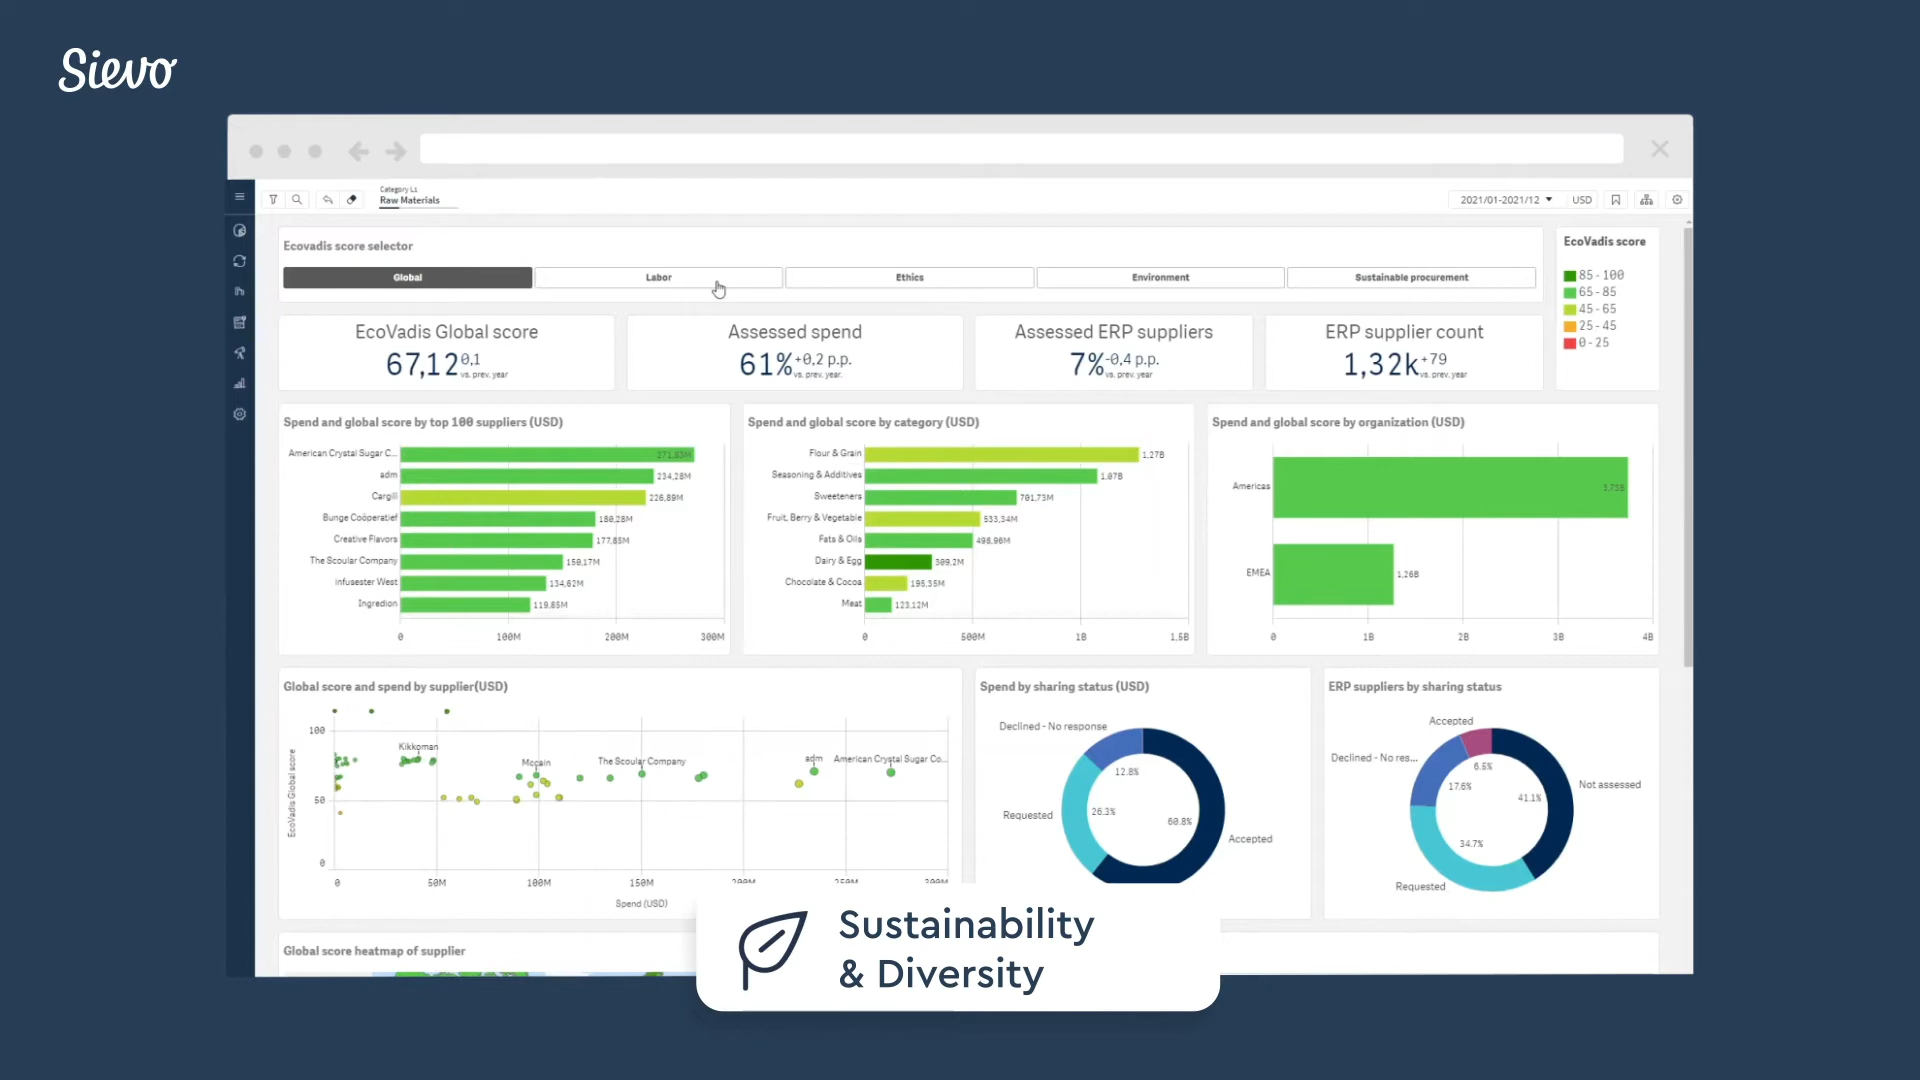 Sievo
Category L1
Raw Materials
2021/01-2021/12
USD
Ecovadis score selector
Global
Labor
Ethics
Environment
Sustainable procurement
EcoVadis score
85 - 100
65 - 85
45 - 65
25 - 45
0 - 25
EcoVadis Global score
67,12 0,1
vs. prev. year
Assessed spend
61% +0,2 p.p.
vs. prev. year.
Assessed ERP suppliers
7% -0,4 p.p.
vs. prev. year
ERP supplier count
1,32k +79
vs. prev. year
Spend and global score by top 100 suppliers (USD)
American Crystal Sugar C...
271,83M
adm
234,28M
Cargill
226,89M
Bunge Coöperatief
180,28M
Creative Flavors
177,85M
The Scoular Company
150,17M
infusester West
134,62M
Ingredion
119,85M
0
100M
200M
300M
Spend and global score by category (USD)
Flour & Grain
1,27B
Seasoning & Additives
1,07B
Sweeteners
701,73M
Fruit, Berry & Vegetable
533,34M
Fats & Oils
498,96M
Dairy & Egg
309,2M
Chocolate & Cocoa
195,35M
Meat
123,12M
0
500M
1B
1.5B
Spend and global score by organization (USD)
Americas
3,75B
EMEA
1,26B
0
1B
2B
3B
4B
Global score and spend by supplier(USD)
EcoVadis Global score
100
50
0
Kikkoman
Mccain
The Scoular Company
adm
American Crystal Sugar Co...
0
50M
100M
150M
200M
250M
300M
Spend (USD)
Spend by sharing status (USD)
Declined - No response
12.8%
Requested
26.3%
60.8%
Accepted
ERP suppliers by sharing status
Accepted
6.5%
Declined - No res...
17.6%
41.1%
Not assessed
34.7%
Requested
Global score heatmap of supplier
Sustainability
& Diversity